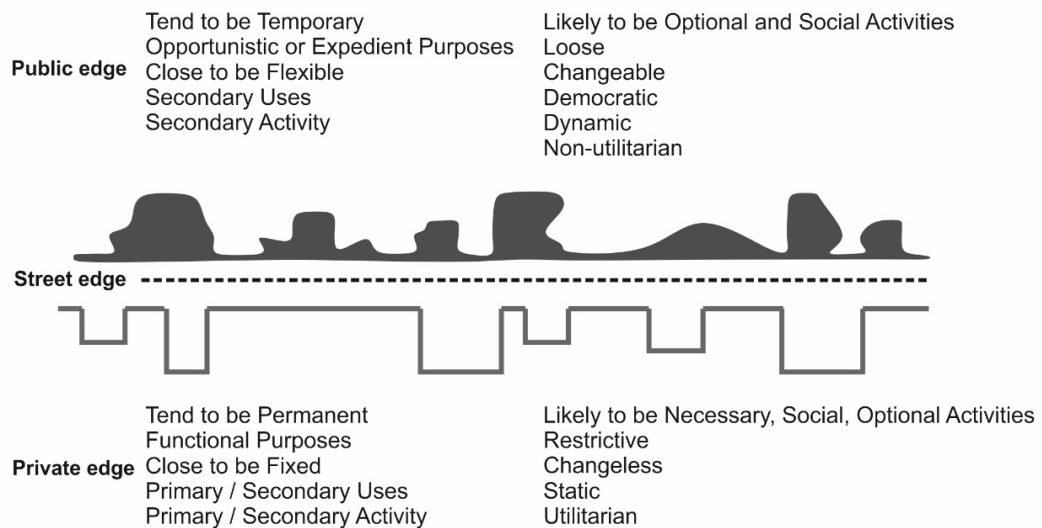 Public edge
Tend to be Temporary
Opportunistic or Expedient Purposes
Close to be Flexible
Secondary Uses
Secondary Activity
Likely to be Optional and Social Activities
Loose
Changeable
Democratic
Dynamic
Non-utilitarian
Street edge
Private edge
Tend to be Permanent
Functional Purposes
Close to be Fixed
Primary / Secondary Uses
Primary / Secondary Activity
Likely to be Necessary, Social, Optional Activities
Restrictive
Changeless
Static
Utilitarian